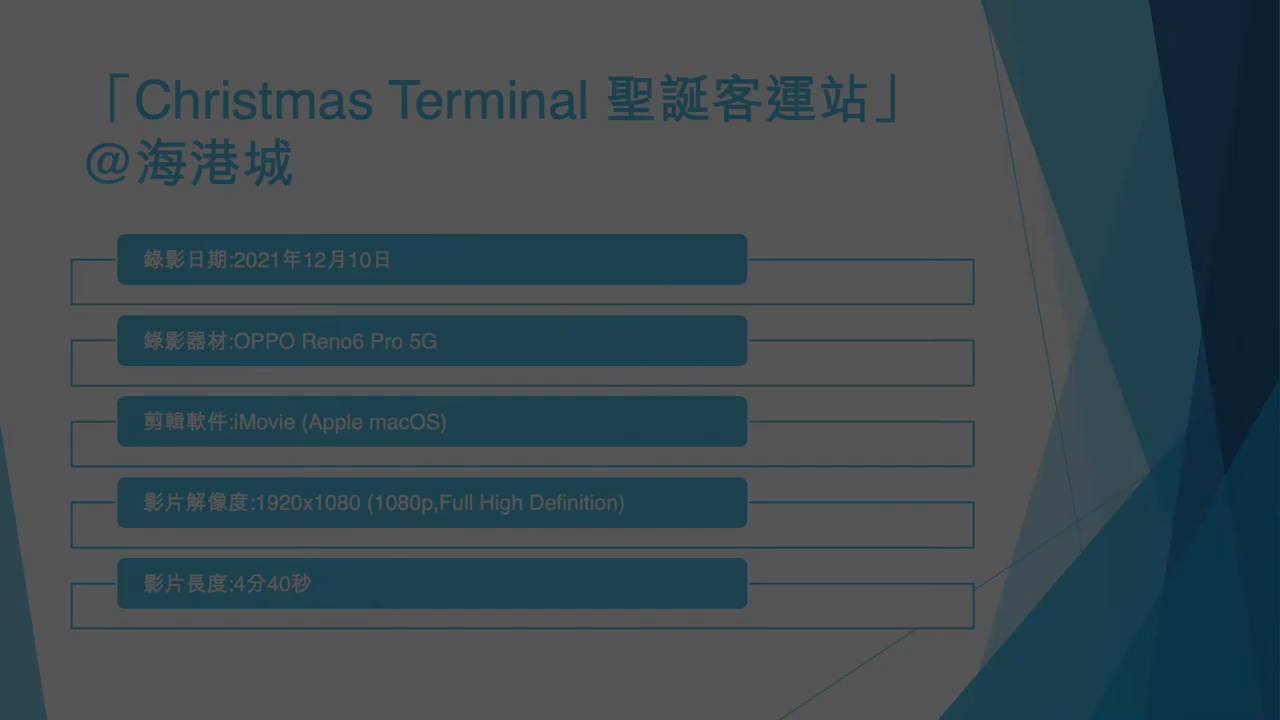 「Christmas Terminal 聖誕客運站」
@海港城
錄影日期:2021年12月10日
錄影器材:OPPO Reno6 Pro 5G
剪輯軟件:iMovie (Apple macOS)
影片解像度:1920x1080 (1080p,Full High Definition)
影片長度:4分40秒